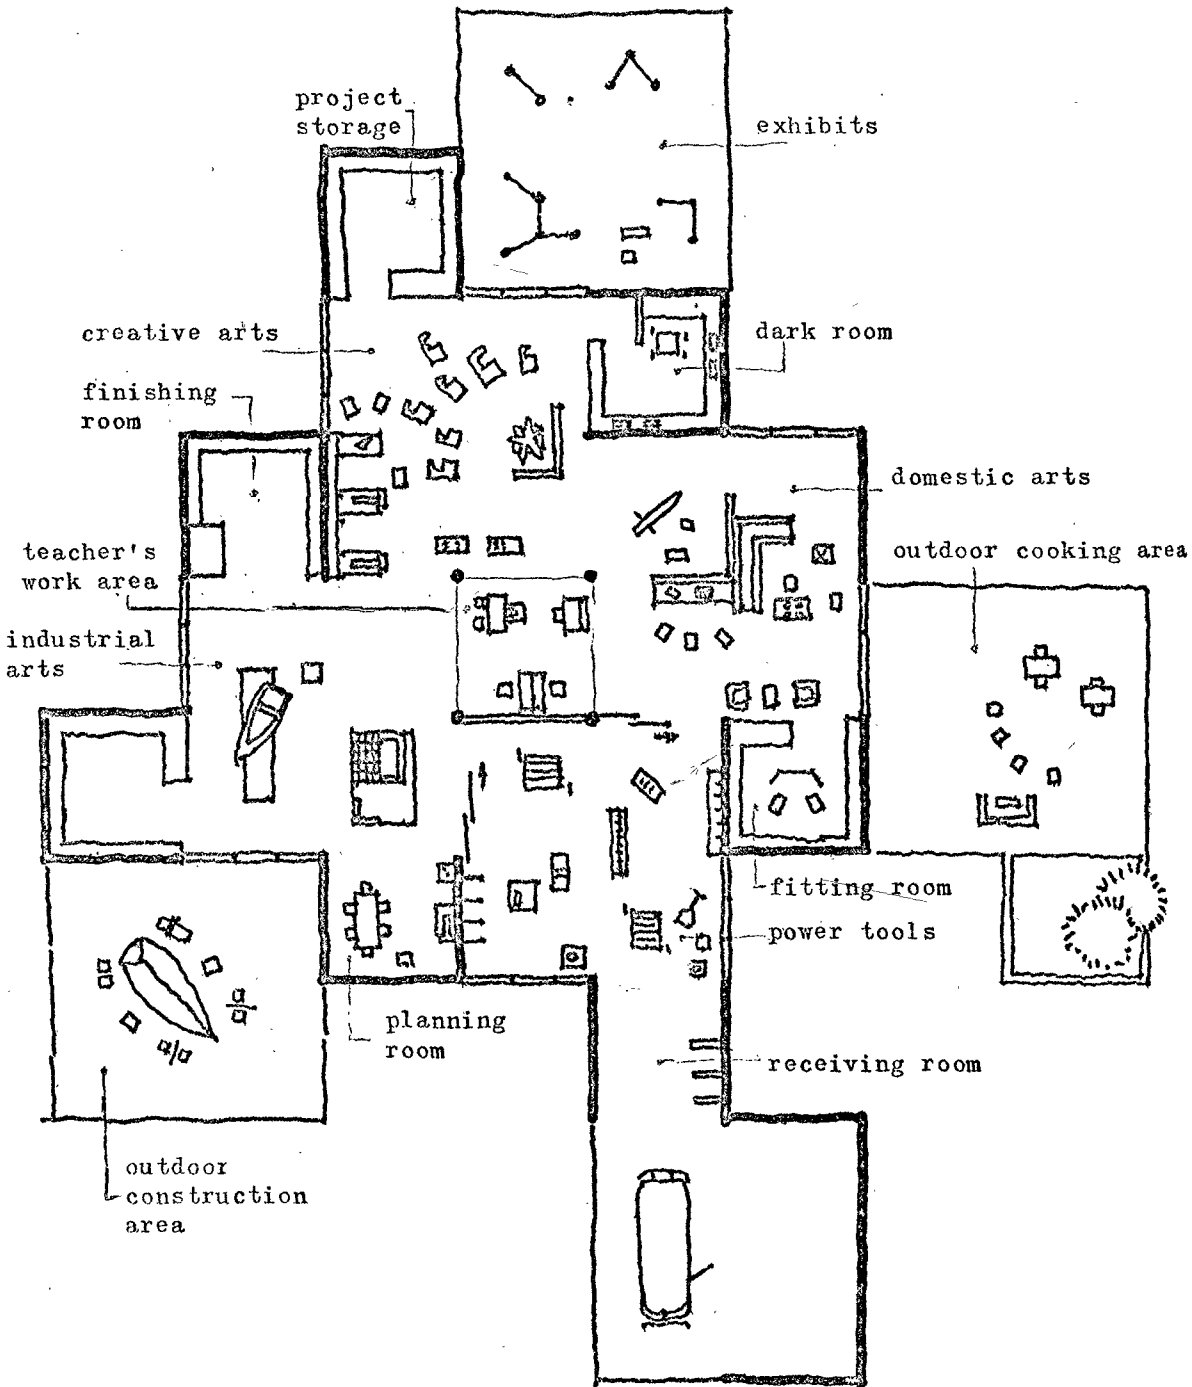 project
storage
exhibits
creative arts
dark room
finishing
room
domestic arts
teacher's
work area
outdoor cooking area
industrial
arts
fitting room
power tools
planning
room
receiving room
outdoor
construction
area